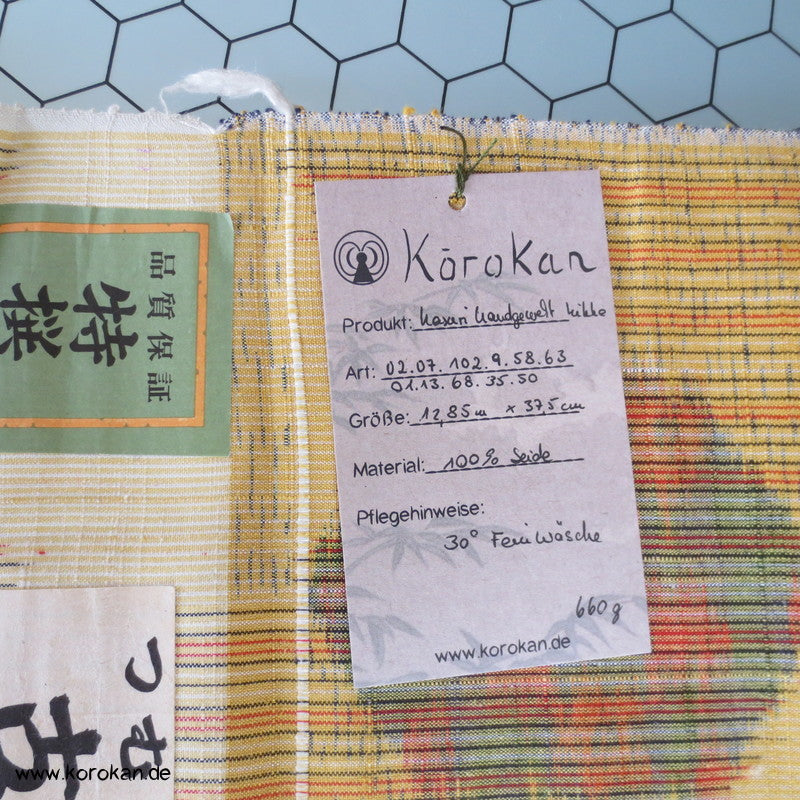 品質保証
特撰
つむ
Kōrokan
Produkt: Kasuri handgewebt
Art: 02.07.102.9.58.63
01.13.68.35.50
Größe: 12,85m x 37,5cm
Material: 100% Seide
Pflegehinweise:
30° Feinwäsche
660g
www.korokan.de
www.korokan.de